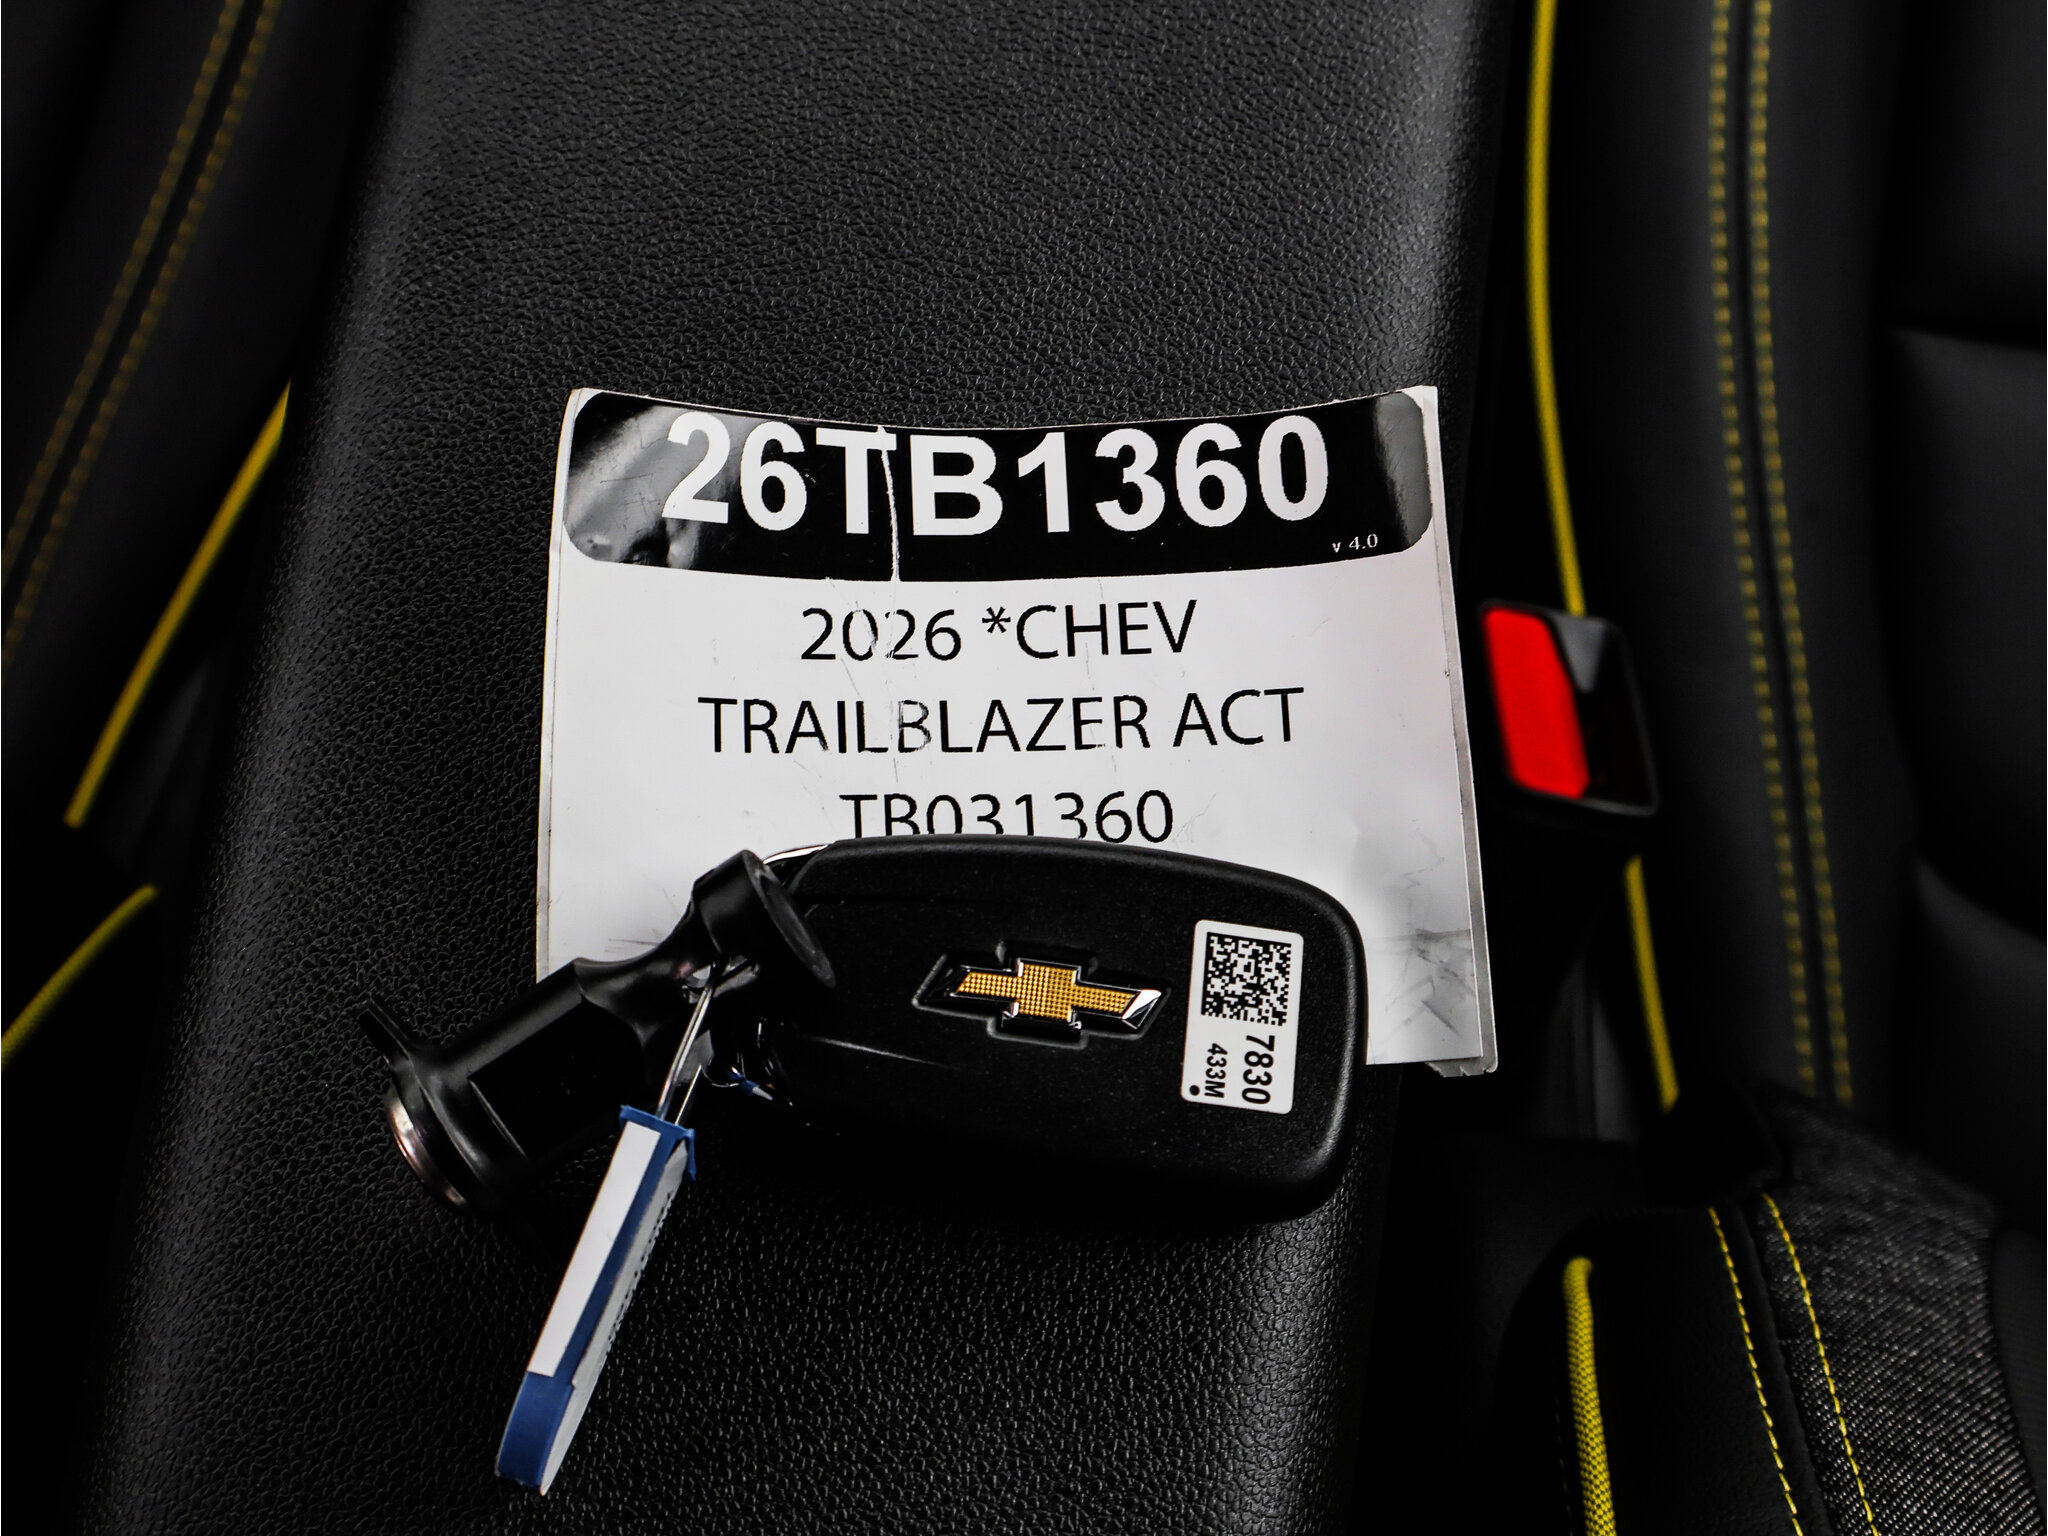 26TB1360
v 4.0
2026 *CHEV
TRAILBLAZER ACT
TB031360
7830
433M